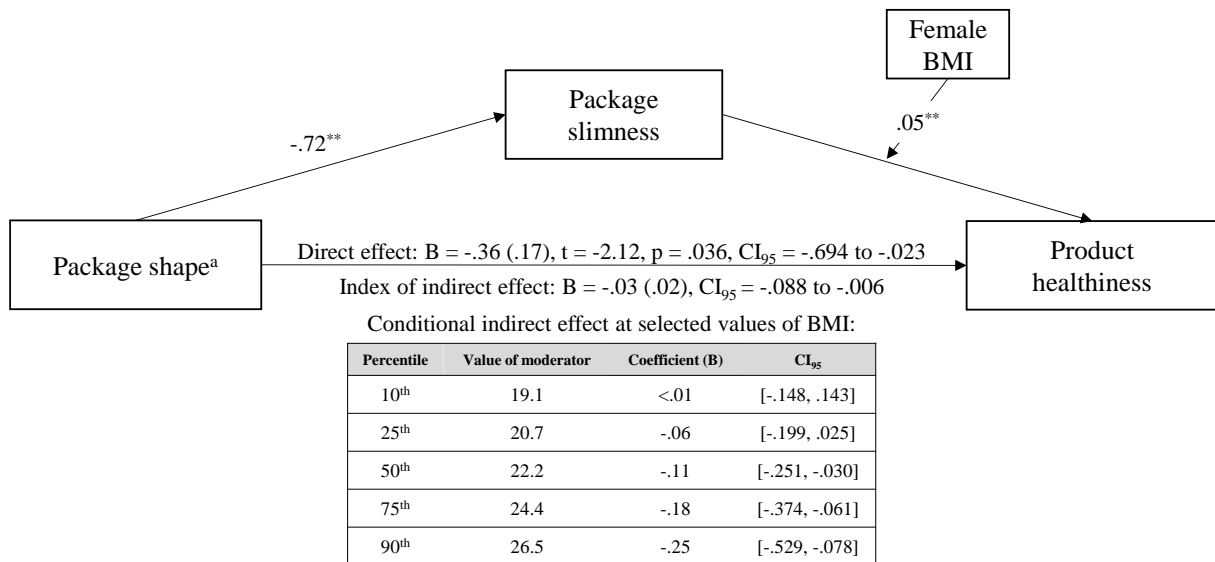 Female
BMI
Package
slimness
.05**
-.72**
Package shapeᵃ
Direct effect: B = -.36 (.17), t = -2.12, p = .036, CI₉₅ = -.694 to -.023
Index of indirect effect: B = -.03 (.02), CI₉₅ = -.088 to -.006
Product
healthiness
Conditional indirect effect at selected values of BMI:
Percentile Value of moderator Coefficient (B) CI₉₅
10ᵗʰ 19.1 <.01 [-.148, .143]
25ᵗʰ 20.7 -.06 [-.199, .025]
50ᵗʰ 22.2 -.11 [-.251, -.030]
75ᵗʰ 24.4 -.18 [-.374, -.061]
90ᵗʰ 26.5 -.25 [-.529, -.078]